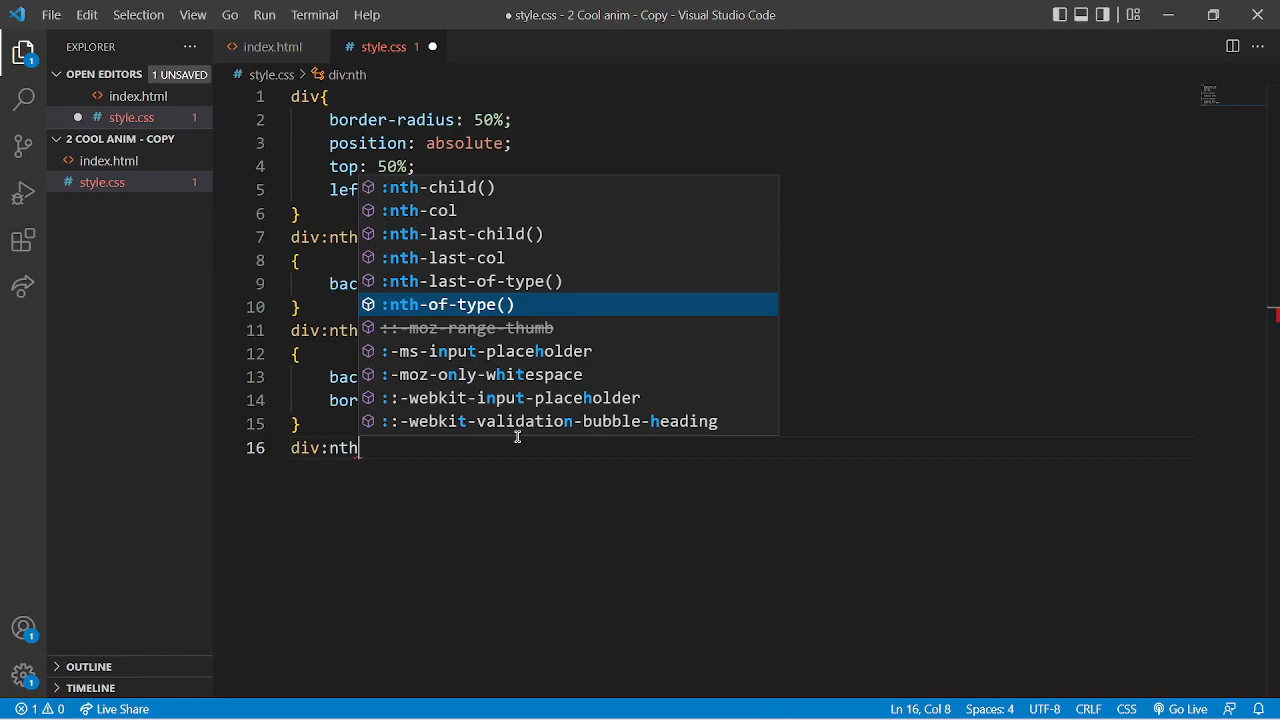 File Edit Selection View Go Run Terminal Help
● style.css - 2 Cool anim - Copy - Visual Studio Code
EXPLORER
OPEN EDITORS 1 UNSAVED
index.html
style.css 1
2 COOL ANIM - COPY
index.html
style.css 1
OUTLINE
TIMELINE
1
1
1
index.html
style.css 1
style.css > div:nth
1 div{
2 border-radius: 50%;
3 position: absolute;
4 top: 50%;
5 lef
6 }
7 div:nth
8 {
9 bac
10 }
11 div:nth
12 {
13 bac
14 bor
15 }
16 div:nth
:nth-child()
:nth-col
:nth-last-child()
:nth-last-col
:nth-last-of-type()
:nth-of-type()
::-moz-range-thumb
:-ms-input-placeholder
:-moz-only-whitespace
::-webkit-input-placeholder
::-webkit-validation-bubble-heading
1 0 Live Share
Ln 16, Col 8 Spaces: 4 UTF-8 CRLF CSS Go Live